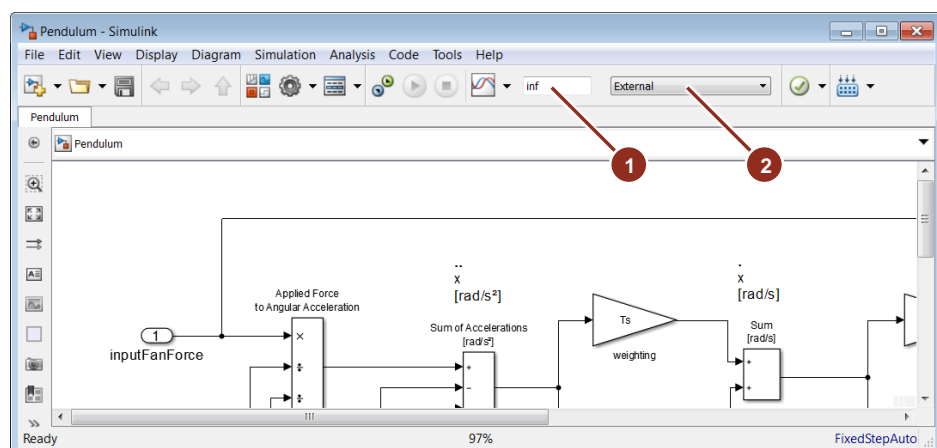 Pendulum - Simulink
File Edit View Display Diagram Simulation Analysis Code Tools Help
inf
External
Pendulum
Pendulum
1
2
..
x
[rad/s²]
.
x
[rad/s]
Applied Force
to Angular Acceleration
Sum of Accelerations
[rad/s²]
Ts
weighting
Sum
[rad/s]
1
inputFanForce
×
÷
÷
+
−
+
+
Ready
97%
FixedStepAuto